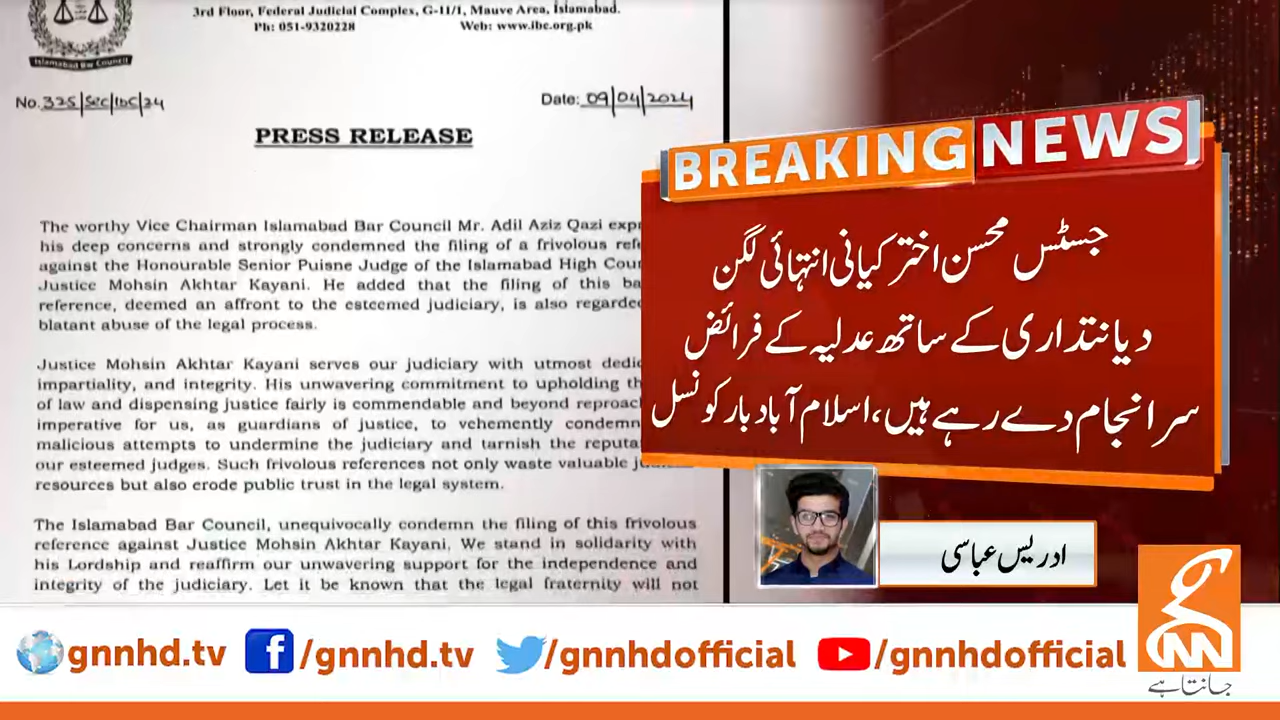 Islamabad Bar Council
3rd Floor, Federal Judicial Complex, G-11/1, Mauve Area, Islamabad.
Ph: 051-9320228 Web: www.ibc.org.pk
No. 325/Sec/IBC/24 Date: 09/04/2024
PRESS RELEASE
The worthy Vice Chairman Islamabad Bar Council Mr. Adil Aziz Qazi
his deep concerns and strongly condemned the filing of a frivolous
against the Honourable Senior Puisne Judge of the Islamabad High
Justice Mohsin Akhtar Kayani. He added that the filing of this
reference, deemed an affront to the esteemed judiciary, is also
blatant abuse of the legal process.
Justice Mohsin Akhtar Kayani serves our judiciary with utmost
impartiality, and integrity. His unwavering commitment to upholding
of law and dispensing justice fairly is commendable and beyond
imperative for us, as guardians of justice, to vehemently
malicious attempts to undermine the judiciary and tarnish the
our esteemed judges. Such frivolous references not only waste valuable
resources but also erode public trust in the legal system.
The Islamabad Bar Council, unequivocally condemn the filing of this frivolous
reference against Justice Mohsin Akhtar Kayani. We stand in solidarity with
his Lordship and reaffirm our unwavering support for the independence and
integrity of the judiciary. Let it be known that the legal fraternity will not
BREAKING NEWS
جسٹس محسن اختر کیانی انتہائی لگن
دیانتداری کے ساتھ عدلیہ کے فرائض
سرانجام دے رہے ہیں، اسلام آباد بار کونسل
ادریس عباسی
gnnhd.tv /gnnhd.tv /gnnhdofficial /gnnhdofficial
GNN
جانتا ہے